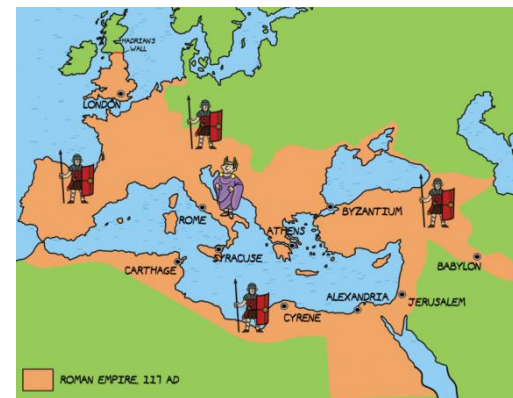 HADRIAN'S
WALL
LONDON
ROME
BYZANTIUM
ATHENS
SYRACUSE
CARTHAGE
BABYLON
ALEXANDRIA
JERUSALEM
CYRENE
ROMAN EMPIRE, 117 AD